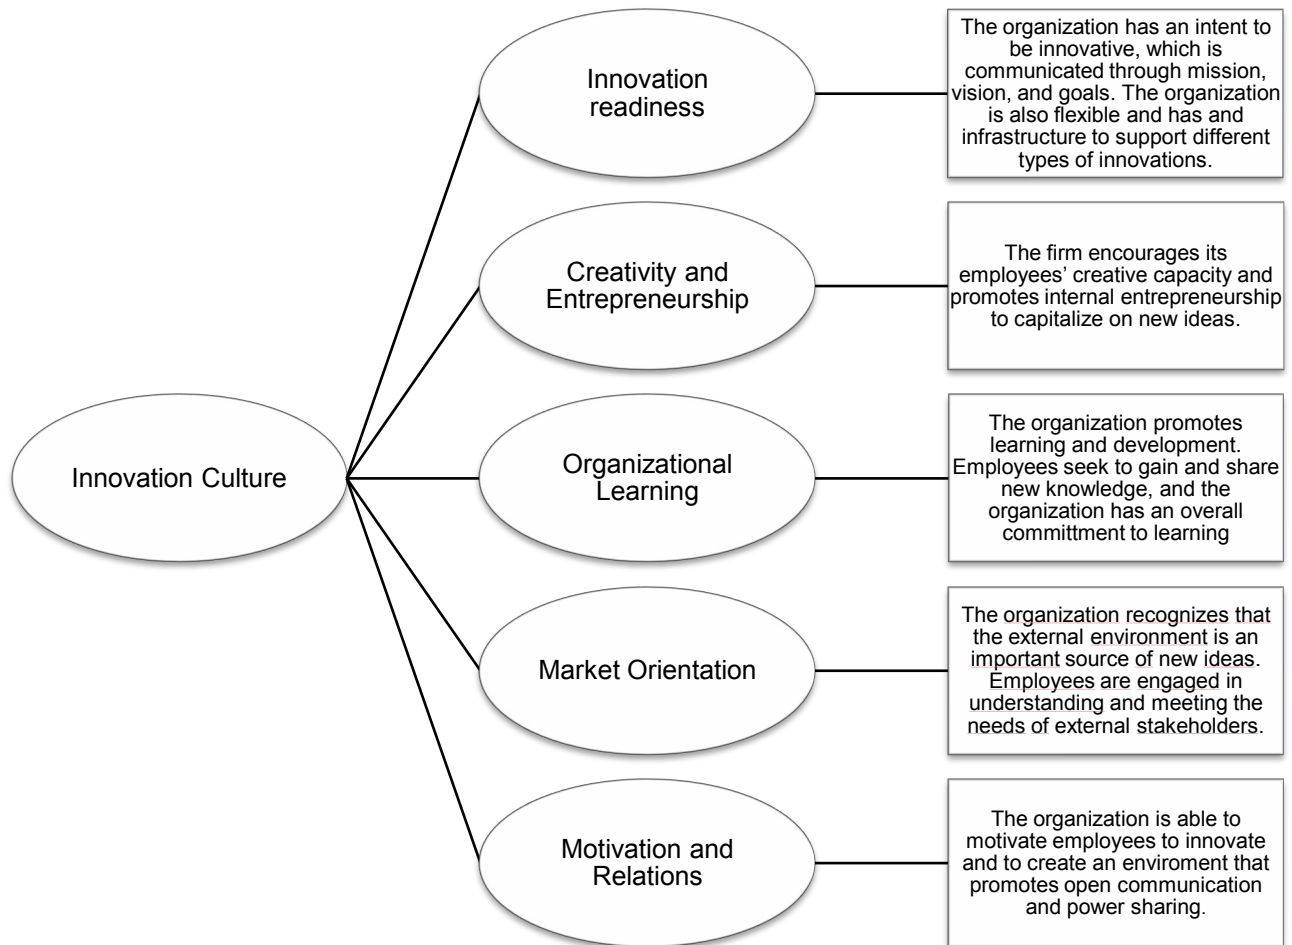 Innovation Culture
Innovation
readiness
The organization has an intent to
be innovative, which is
communicated through mission,
vision, and goals. The organization
is also flexible and has and
infrastructure to support different
types of innovations.
Creativity and
Entrepreneurship
The firm encourages its
employees’ creative capacity and
promotes internal entrepreneurship
to capitalize on new ideas.
Organizational
Learning
The organization promotes
learning and development.
Employees seek to gain and share
new knowledge, and the
organization has an overall
committment to learning
Market Orientation
The organization recognizes that
the external environment is an
important source of new ideas.
Employees are engaged in
understanding and meeting the
needs of external stakeholders.
Motivation and
Relations
The organization is able to
motivate employees to innovate
and to create an enviroment that
promotes open communication
and power sharing.